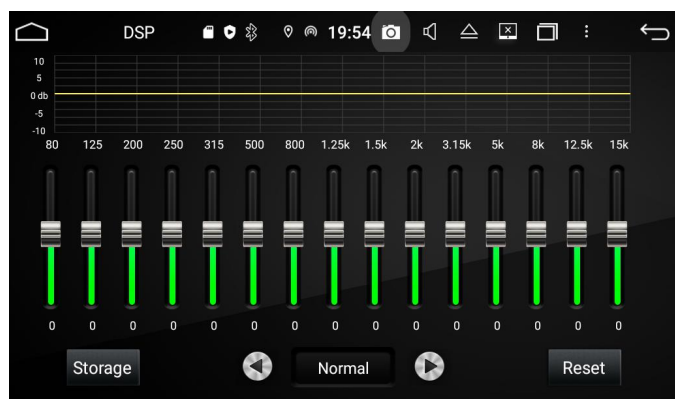 DSP 19:54
10
5
0 db
-5
-10
80 125 200 250 315 500 800 1.25k 1.5k 2k 3.15k 5k 8k 12.5k 15k
0 0 0 0 0 0 0 0 0 0 0 0 0 0 0
Storage Normal Reset